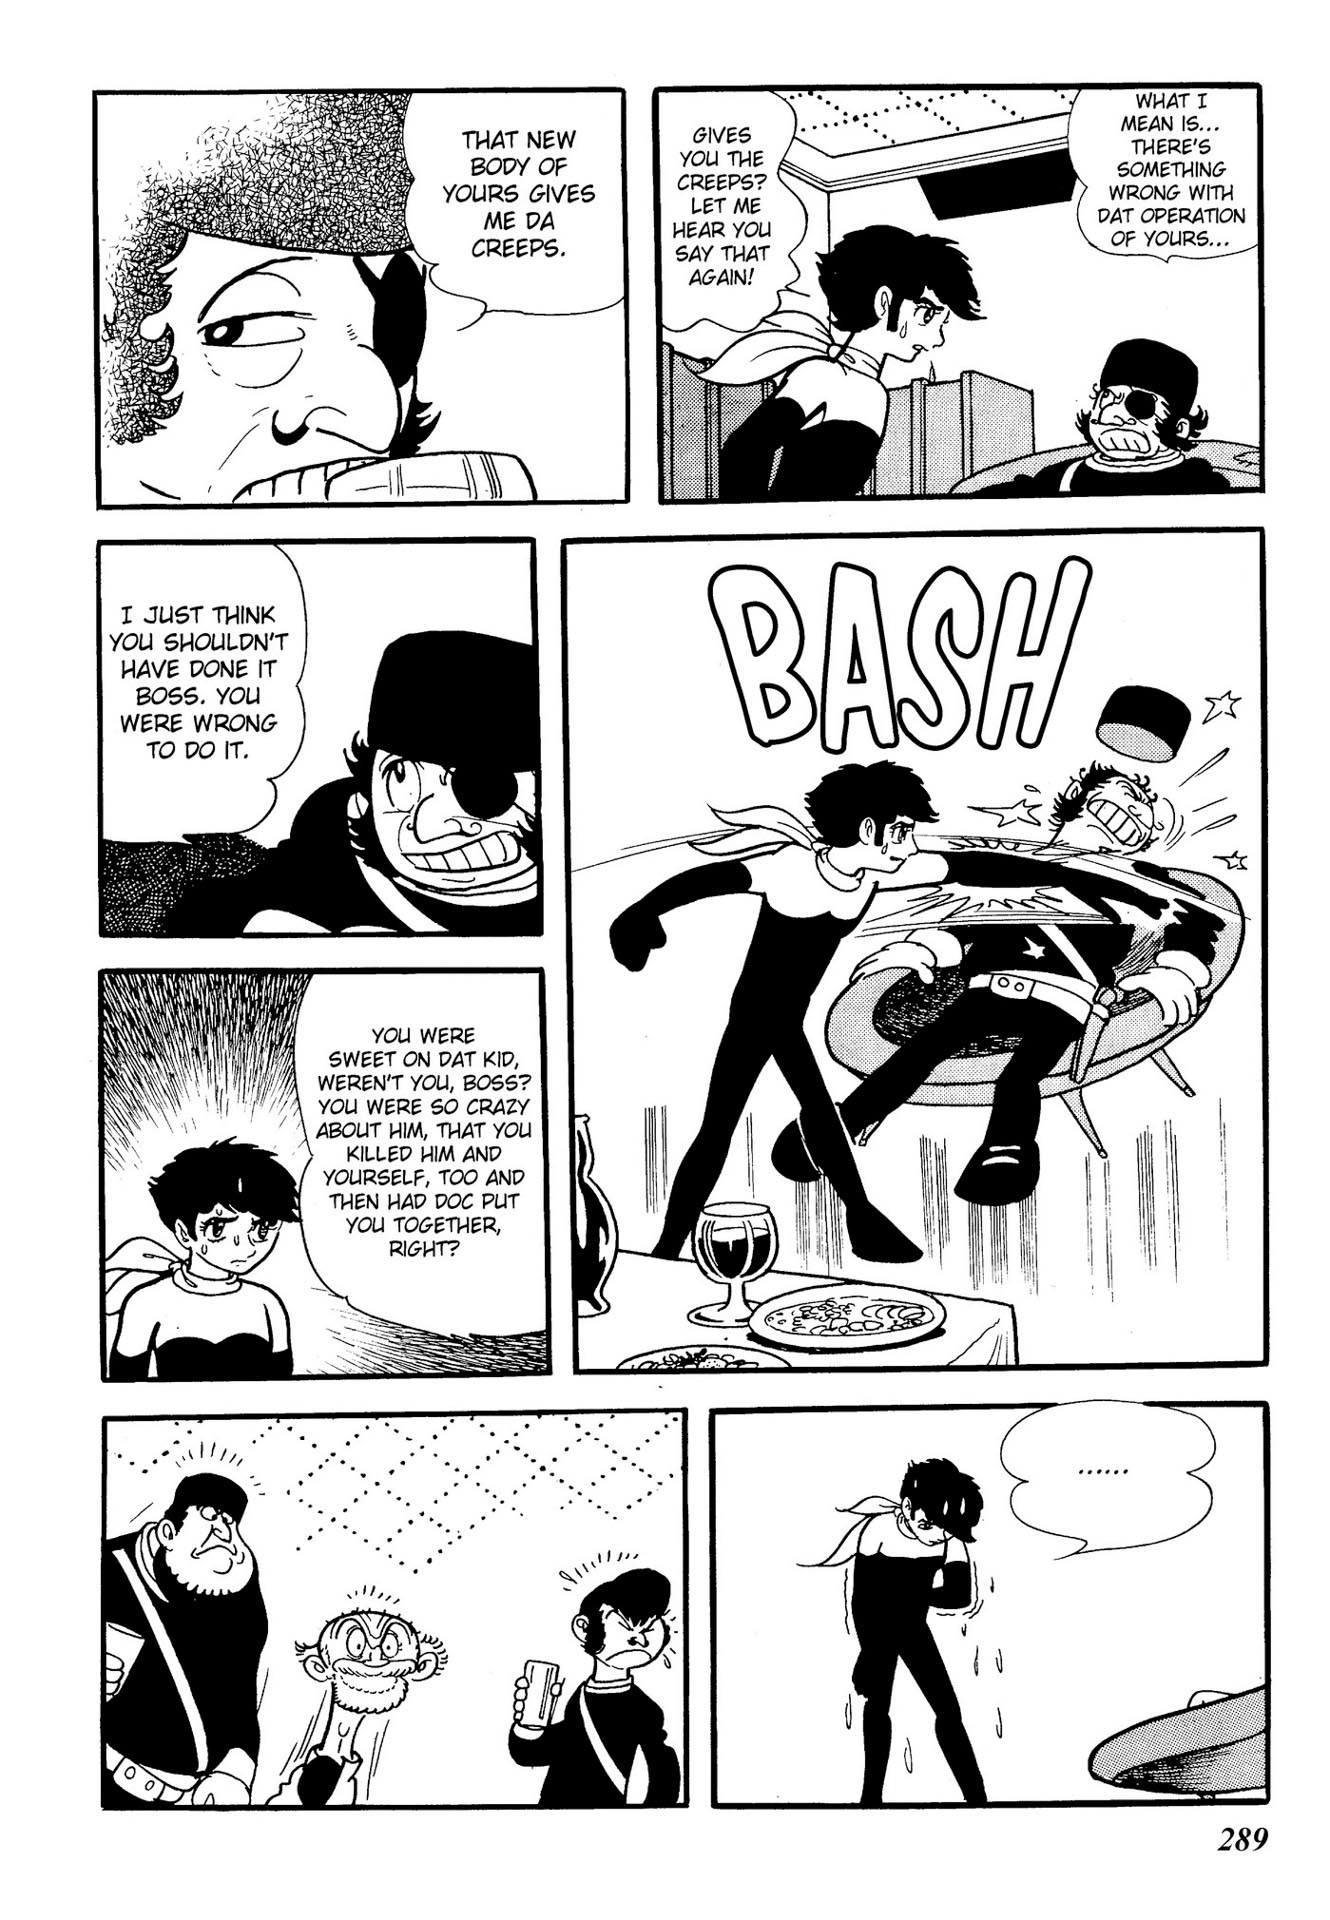 THAT NEW
BODY OF
YOURS GIVES
ME DA
CREEPS.
GIVES
YOU THE
CREEPS?
LET ME
HEAR YOU
SAY THAT
AGAIN!
WHAT I
MEAN IS...
THERE'S
SOMETHING
WRONG WITH
DAT OPERATION
OF YOURS...
I JUST THINK
YOU SHOULDN'T
HAVE DONE IT
BOSS. YOU
WERE WRONG
TO DO IT.
BASH
YOU WERE
SWEET ON DAT KID,
WEREN'T YOU, BOSS?
YOU WERE SO CRAZY
ABOUT HIM, THAT YOU
KILLED HIM AND
YOURSELF, TOO AND
THEN HAD DOC PUT
YOU TOGETHER,
RIGHT?
......
289